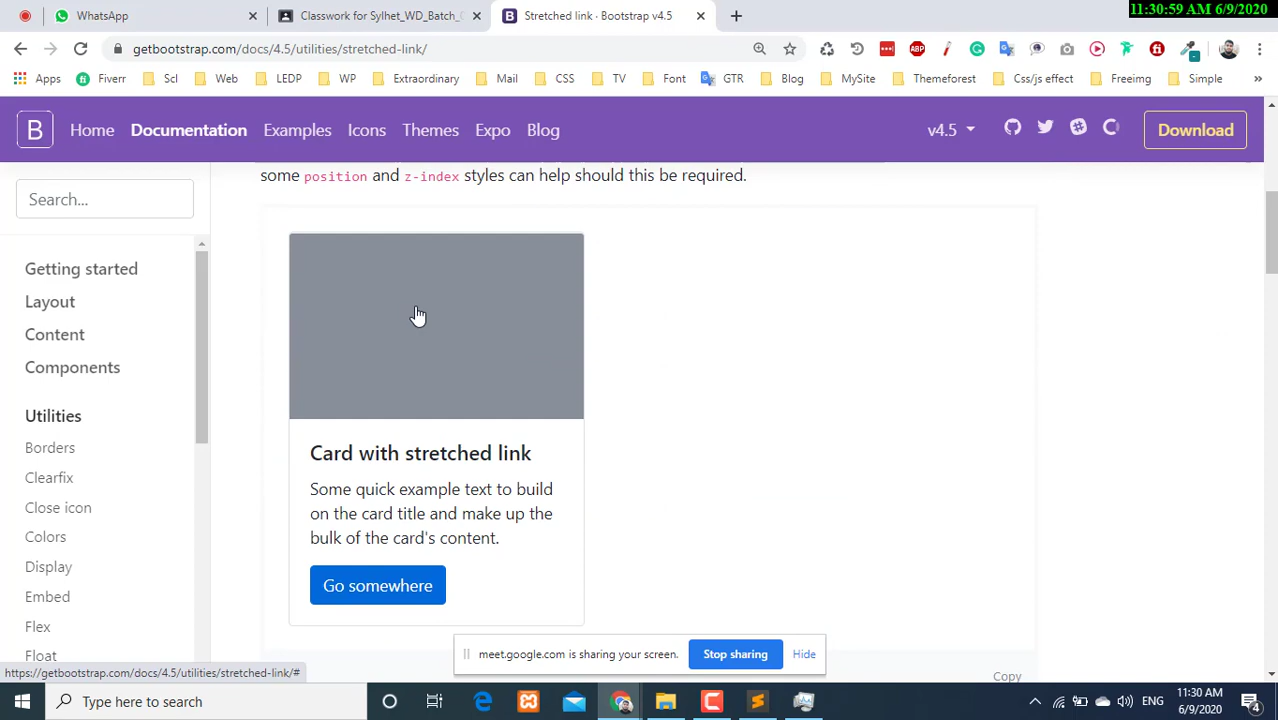 11:30:59 AM 6/9/2020
WhatsApp
Classwork for Sylhet_WD_Batch_
Stretched link · Bootstrap v4.5
getbootstrap.com/docs/4.5/utilities/stretched-link/
ABP
Apps
Fiverr
Scl
Web
LEDP
WP
Extraordinary
Mail
CSS
TV
Font
GTR
Blog
MySite
Themeforest
Css/js effect
Freeimg
Simple
»
B
Home
Documentation
Examples
Icons
Themes
Expo
Blog
v4.5
Download
some position and z-index styles can help should this be required.
Search...
Getting started
Layout
Content
Components
Utilities
Borders
Clearfix
Close icon
Colors
Display
Embed
Flex
Float
Card with stretched link
Some quick example text to build
on the card title and make up the
bulk of the card's content.
Go somewhere
meet.google.com is sharing your screen.
Stop sharing
Hide
Copy
https://getbootstrap.com/docs/4.5/utilities/stretched-link/#
Type here to search
ENG
11:30 AM
6/9/2020
4